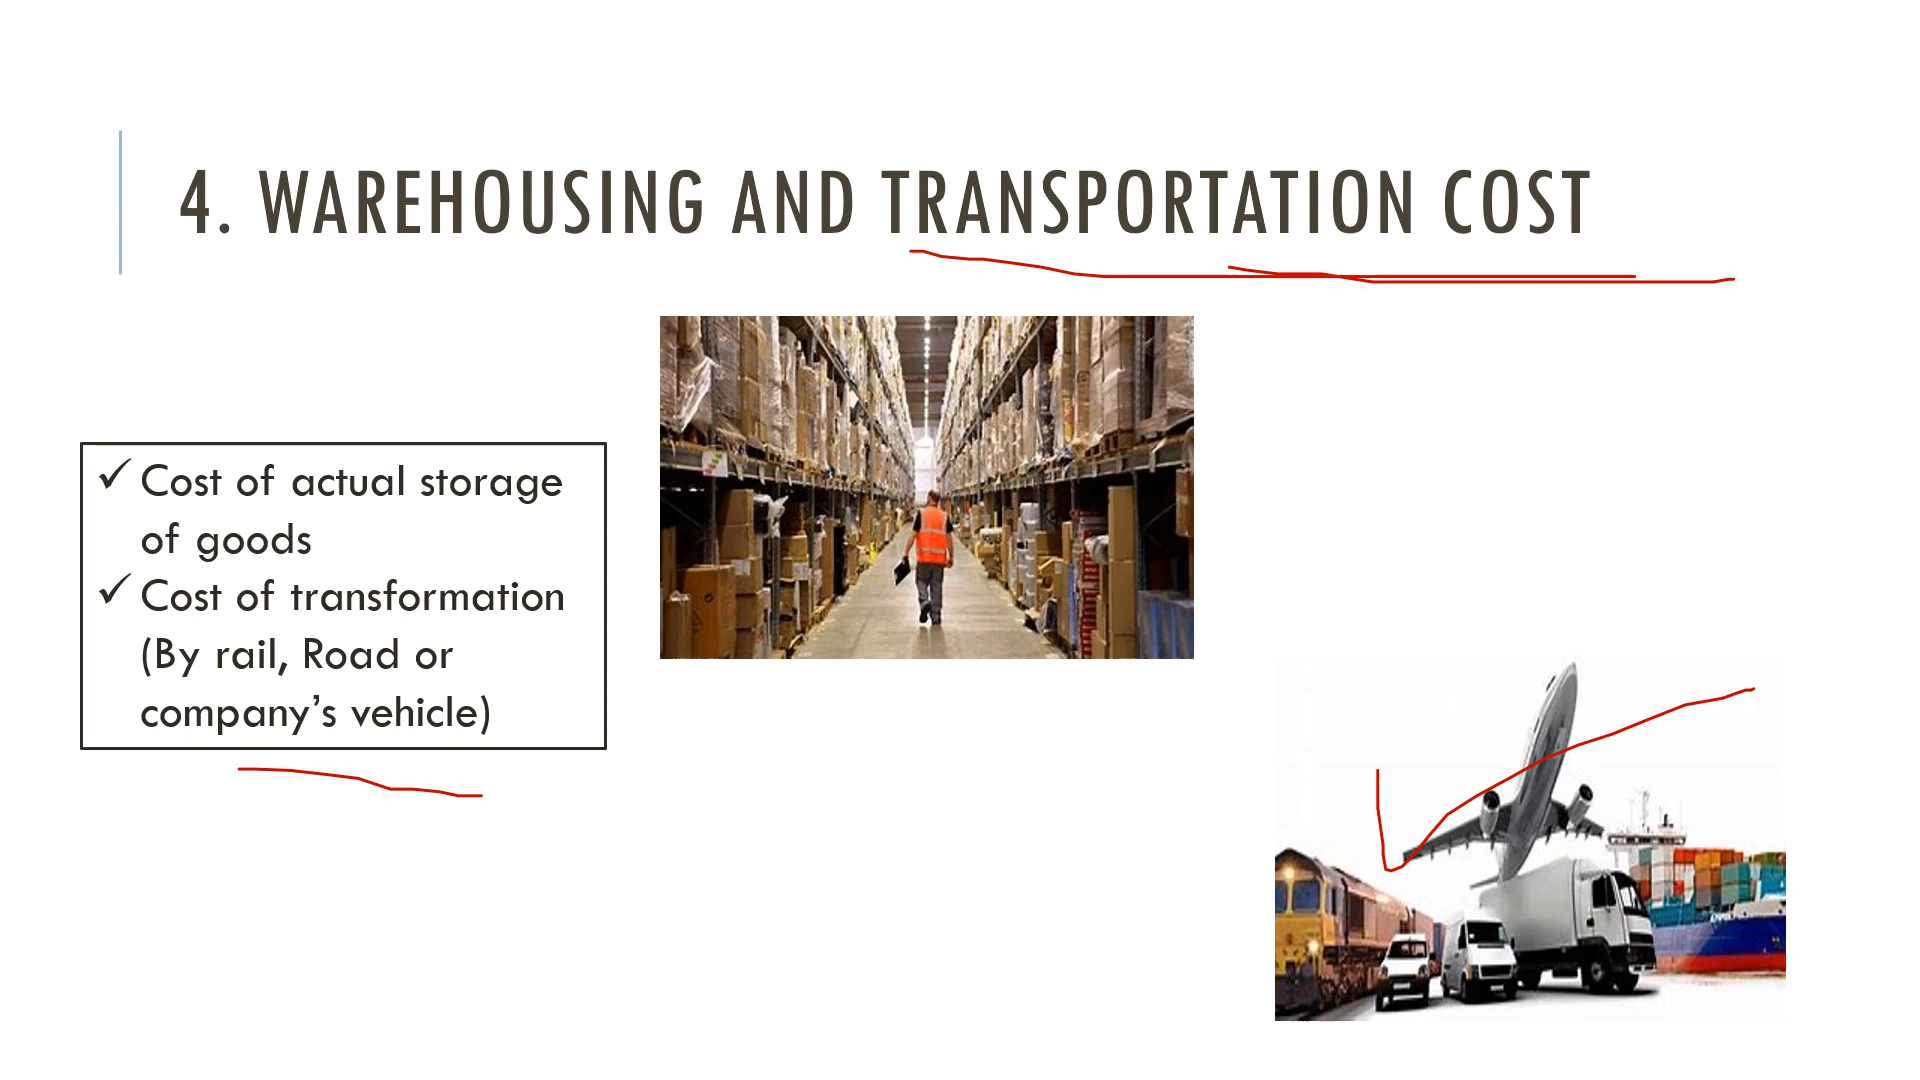 4. WAREHOUSING AND TRANSPORTATION COST
✓ Cost of actual storage
of goods
✓ Cost of transformation
(By rail, Road or
company’s vehicle)